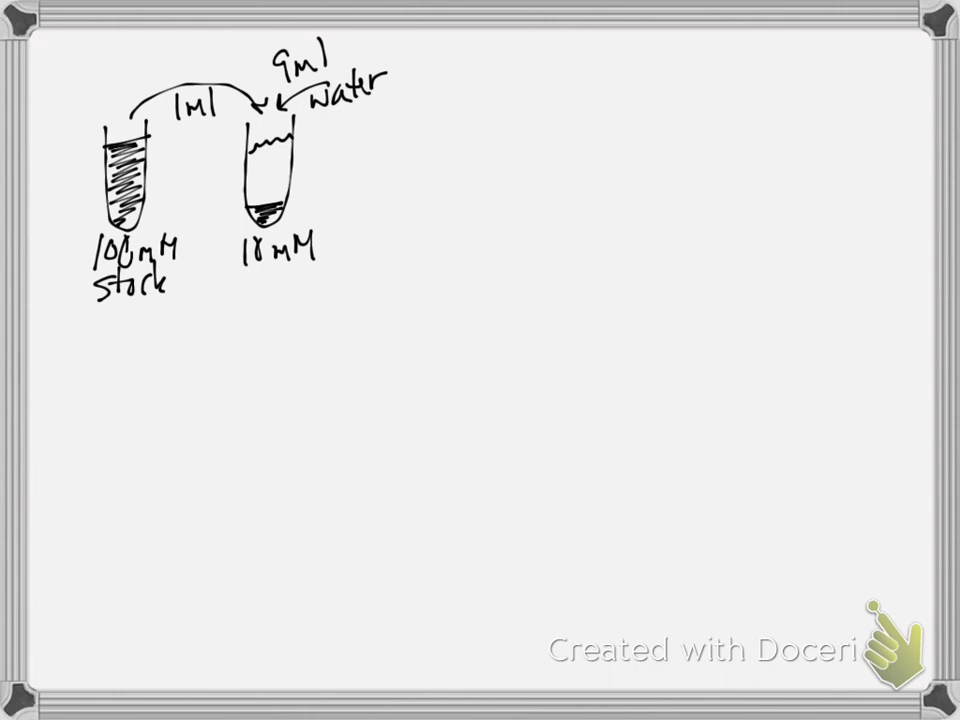 9ml
water
1ml
100mM
stock
10mM
Created with Doceri